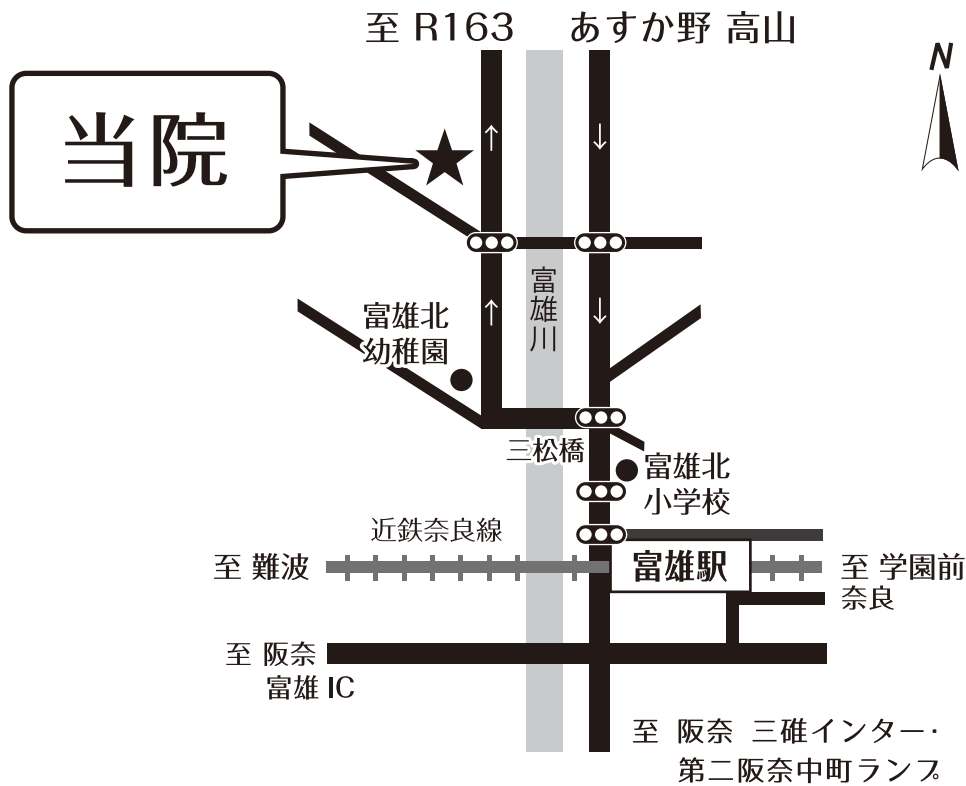 至 R163
あすか野 高山
N
当院
富雄川
富雄北
幼稚園
三松橋
富雄北
小学校
近鉄奈良線
至 難波
富雄駅
至 学園前
奈良
至 阪奈
富雄 IC
至 阪奈 三碓インター・
第二阪奈中町ランプ